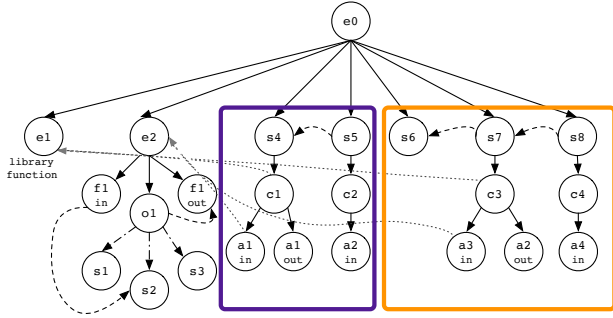 e0
e1
e2
s4
s5
s6
s7
s8
library
function
f1
in
f1
out
o1
c1
c2
c3
c4
s1
s2
s3
a1
in
a1
out
a2
in
a3
in
a2
out
a4
in